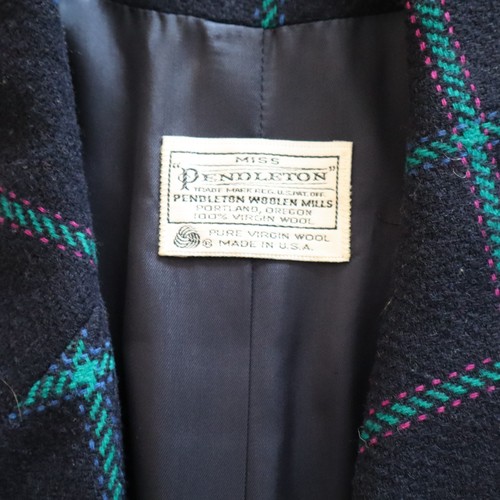 MISS
"PENDLETON"
TRADE MARK REG. U.S. PAT. OFF.
PENDLETON WOOLEN MILLS
PORTLAND, OREGON
100% VIRGIN WOOL
PURE VIRGIN WOOL
® MADE IN U.S.A.